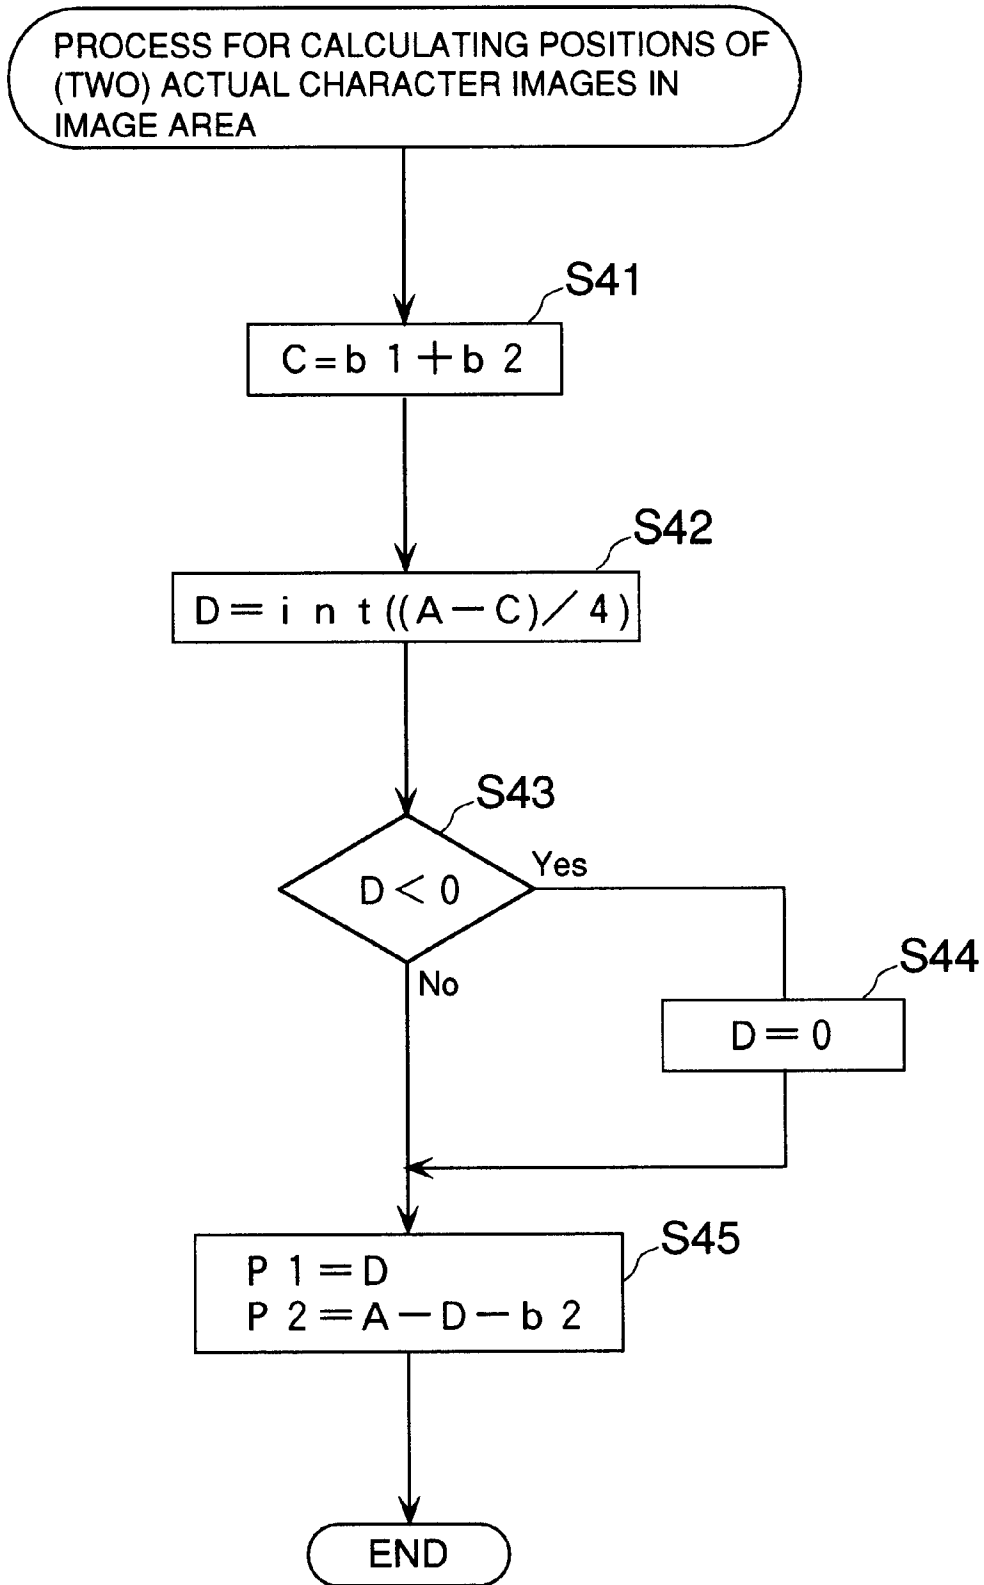 PROCESS FOR CALCULATING POSITIONS OF
(TWO) ACTUAL CHARACTER IMAGES IN
IMAGE AREA
S41
C=b 1+b 2
S42
D=i n t((A-C)/4)
S43
D<0
Yes
No
S44
D=0
S45
P 1=D
P 2=A-D-b 2
END